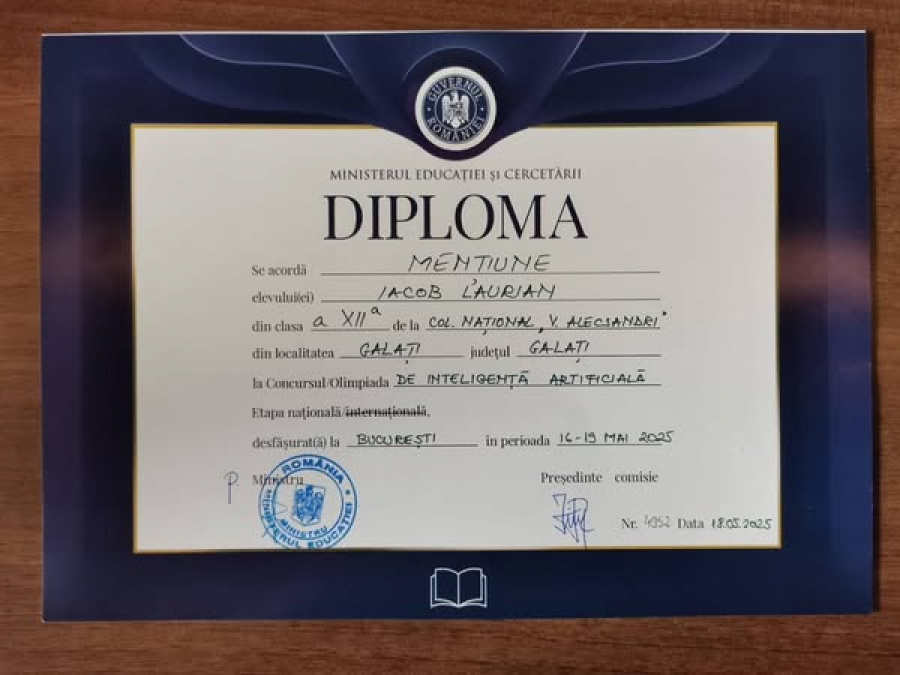 GUVERNUL ROMÂNIEI
MINISTERUL EDUCAȚIEI ȘI CERCETĂRII
DIPLOMA
Se acordă MENȚIUNE
elevului(ei) IACOB LAURIAN
din clasa a XII a de la COL. NAȚIONAL „V. ALECSANDRI"
din localitatea GALAȚI județul GALAȚI
la Concursul/Olimpiada DE INTELIGENȚĂ ARTIFICIALĂ
Etapa națională/internațională,
desfășurat(ă) la BUCUREȘTI în perioada 16-19 MAI 2025
P. Ministru Președinte comisie
ROMÂNIA * MINISTERUL EDUCAȚIEI *
MINISTRU
Nr. 4952 Data 18.05.2025